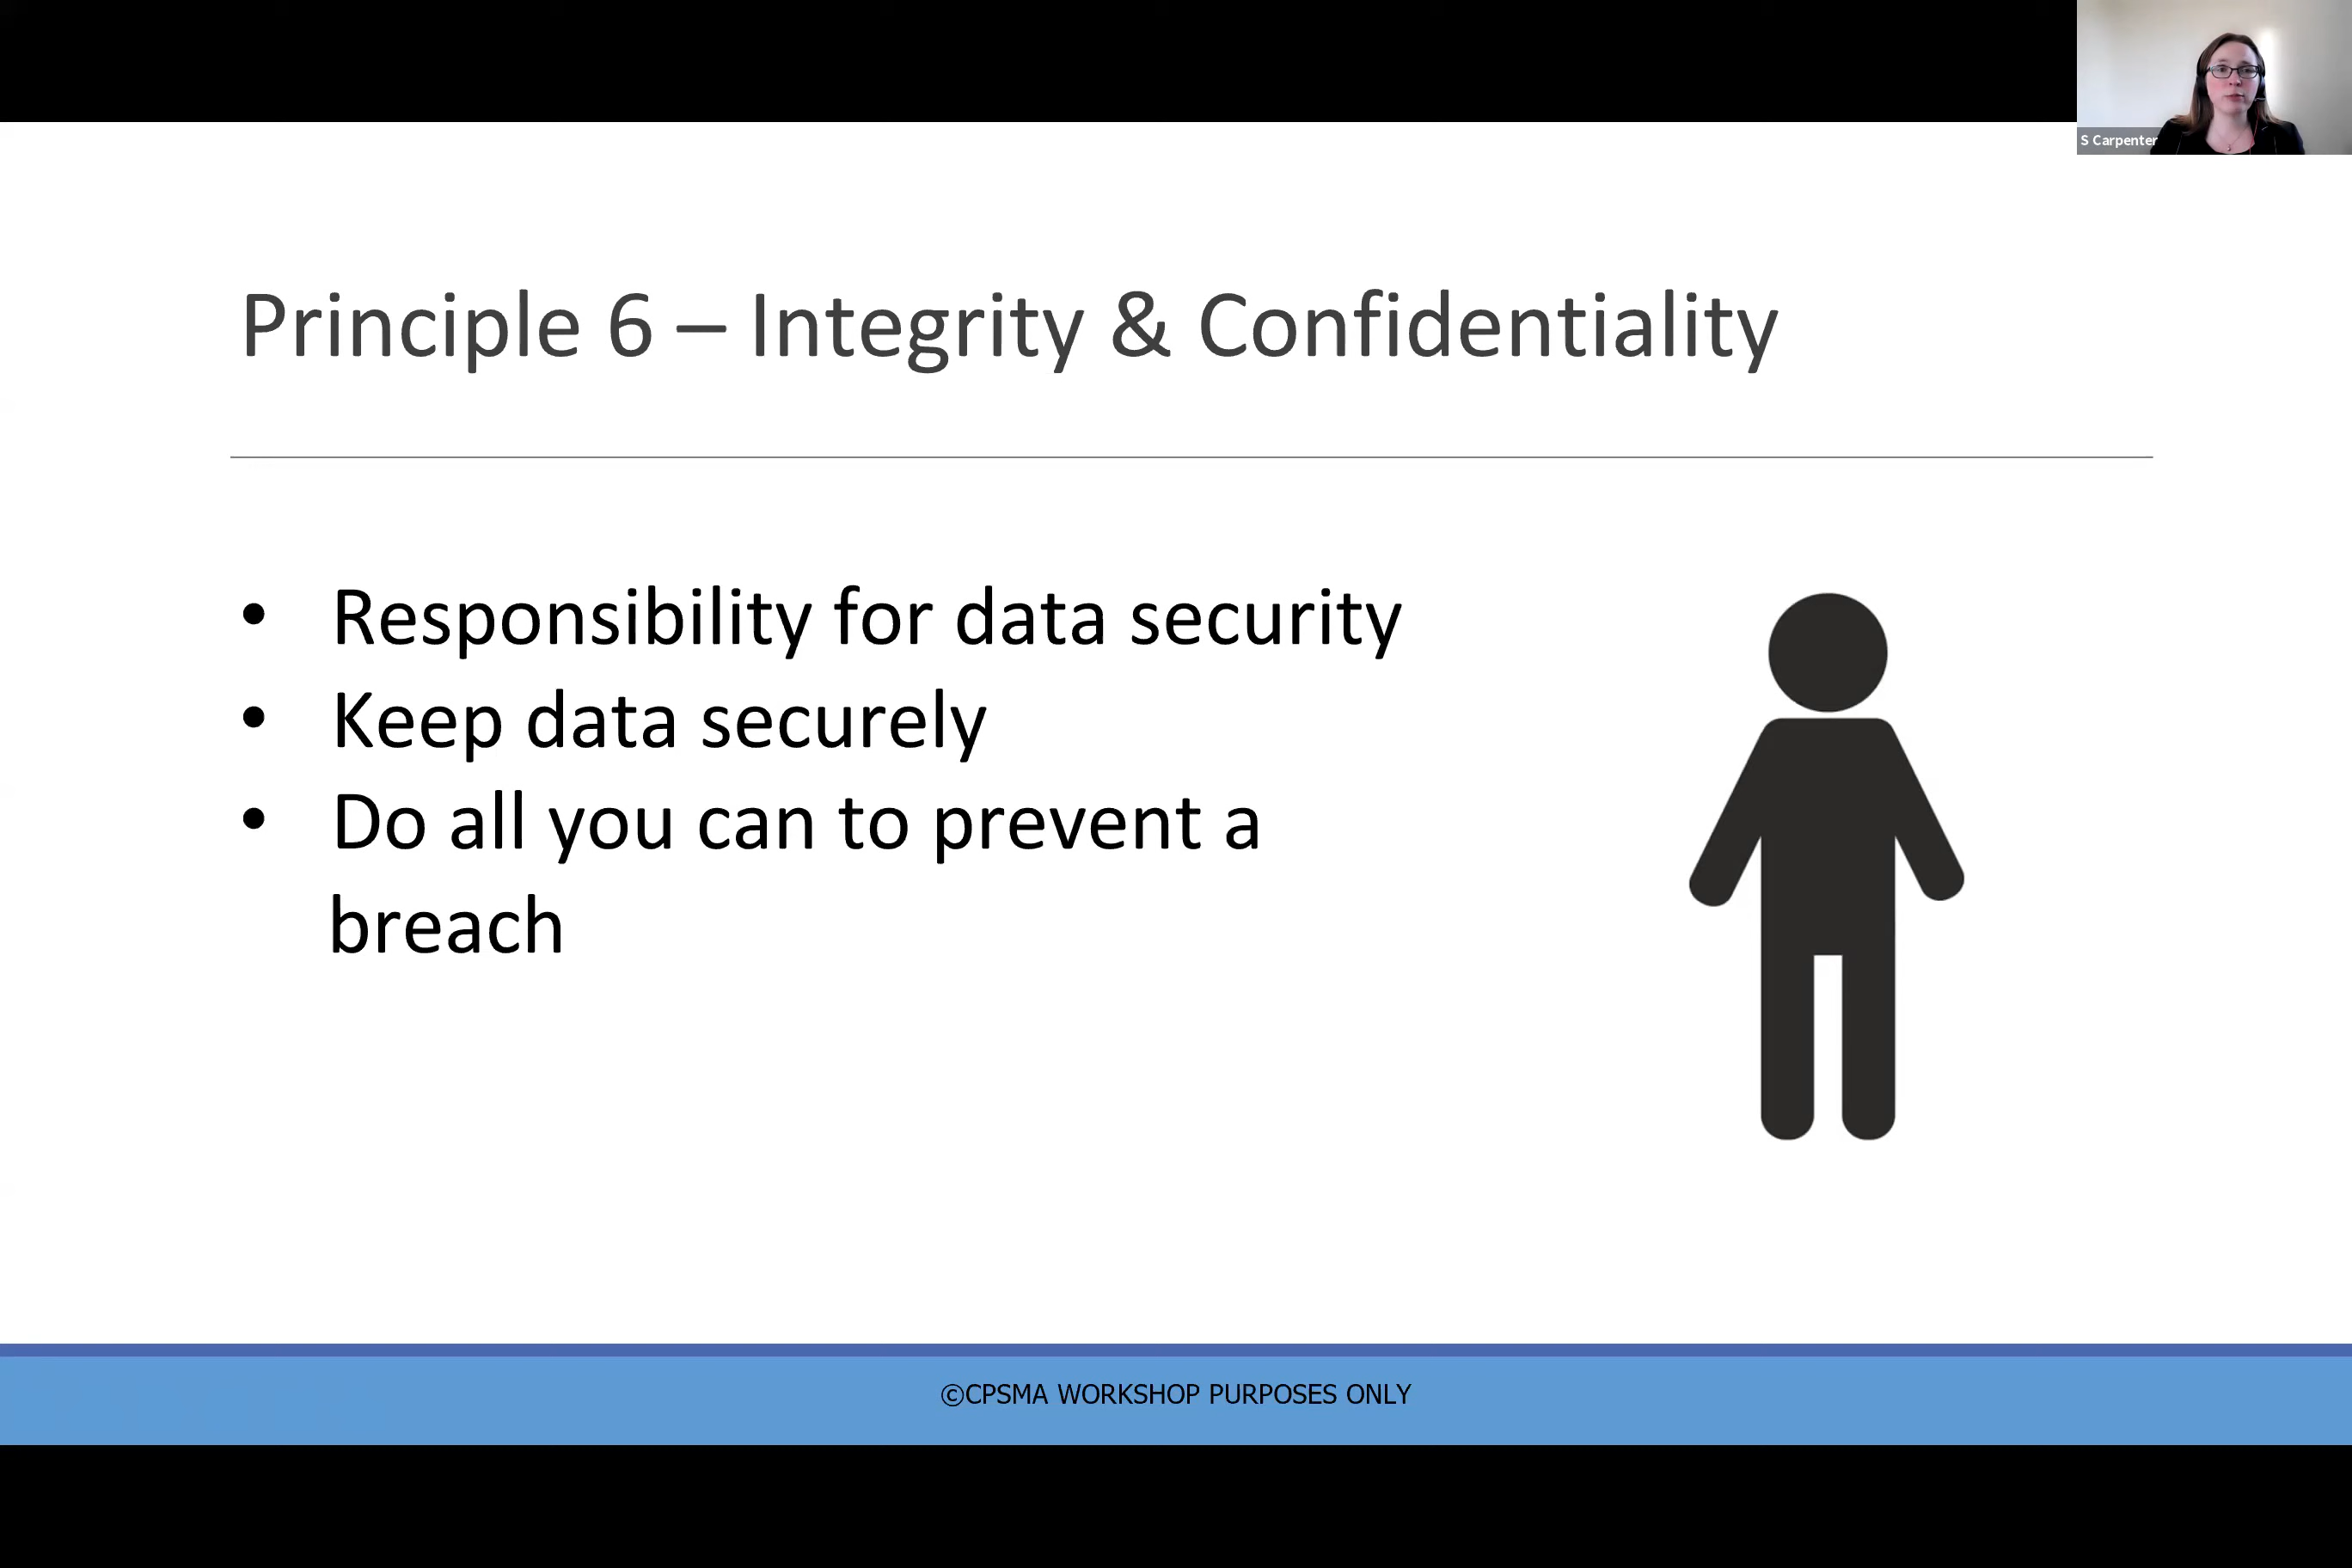 S Carpenter
Principle 6 – Integrity & Confidentiality
• Responsibility for data security
• Keep data securely
• Do all you can to prevent a
breach
©CPSMA WORKSHOP PURPOSES ONLY